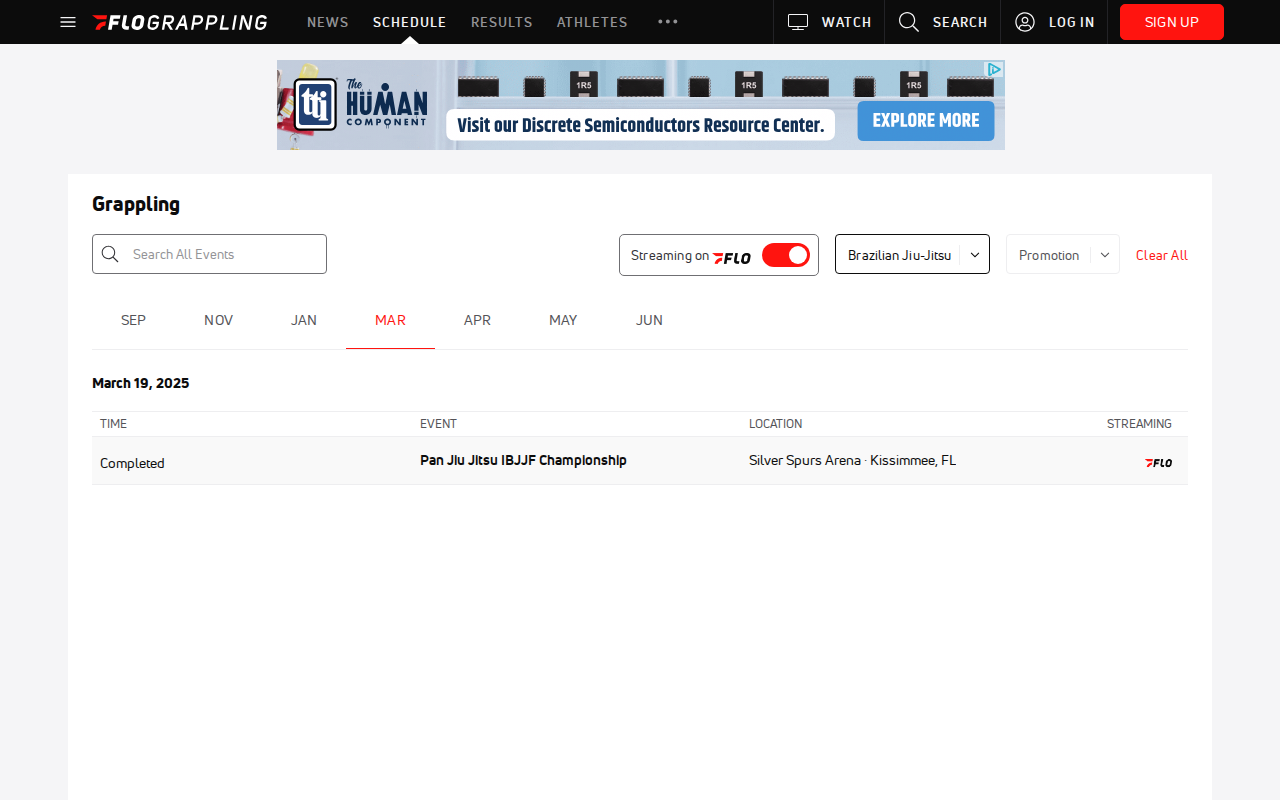 FLOGRAPPLING
NEWS
SCHEDULE
RESULTS
ATHLETES
WATCH
SEARCH
LOG IN
SIGN UP
tti
The HUMAN COMPONENT
1R5
1R5
1R5
Visit our Discrete Semiconductors Resource Center.
EXPLORE MORE
Grappling
Search All Events
Streaming on FLO
Brazilian Jiu-Jitsu
Promotion
Clear All
SEP
NOV
JAN
MAR
APR
MAY
JUN
March 19, 2025
TIME
EVENT
LOCATION
STREAMING
Completed
Pan Jiu Jitsu IBJJF Championship
Silver Spurs Arena · Kissimmee, FL
FLO